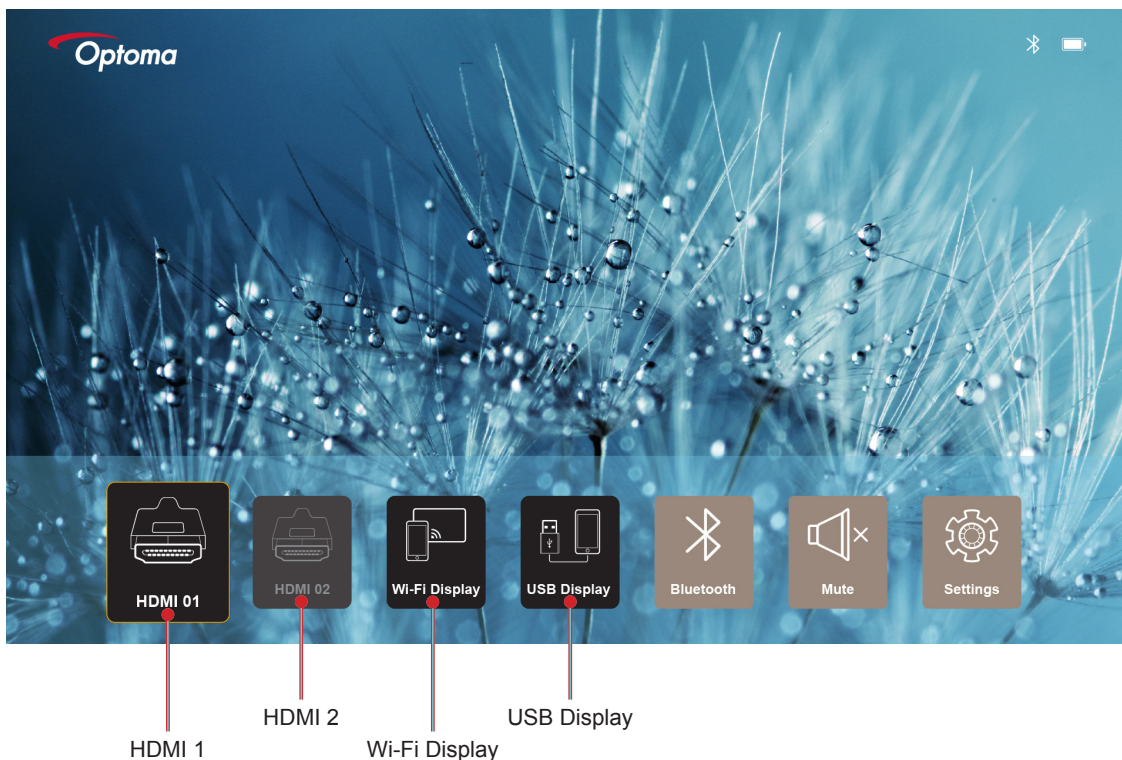 Optoma
HDMI 01
HDMI 02
Wi-Fi Display
USB Display
Bluetooth
Mute
Settings
HDMI 2
USB Display
HDMI 1
Wi-Fi Display